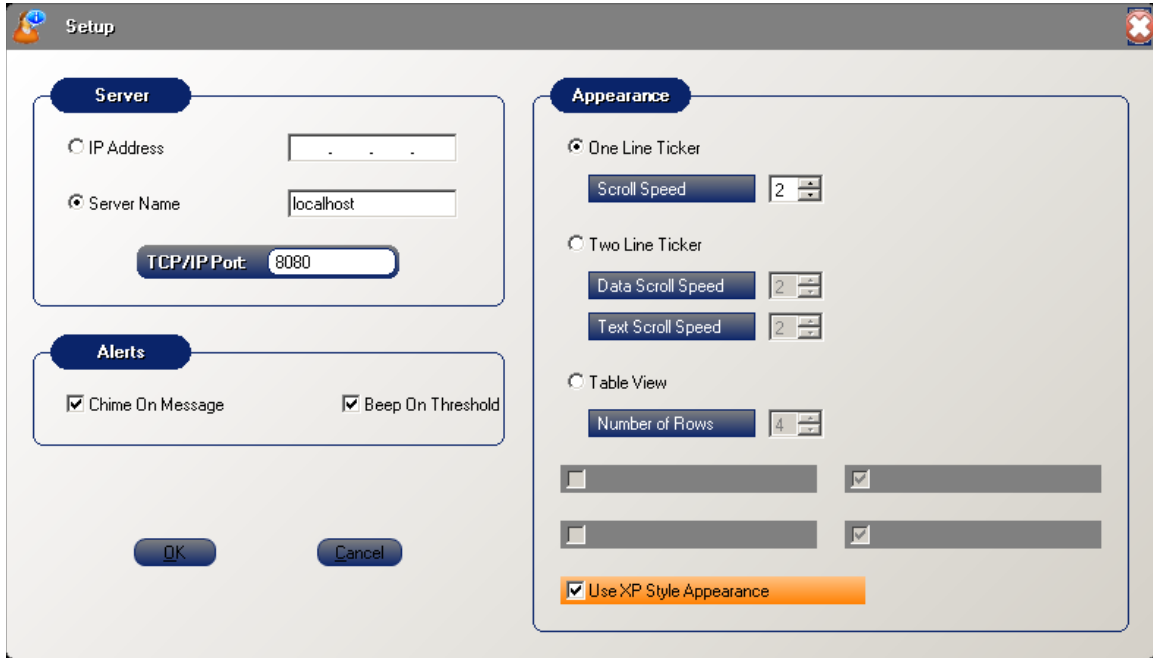 Setup
Server
IP Address
. . .
Server Name
localhost
TCP/IP Port:
8080
Alerts
Chime On Message
Beep On Threshold
OK
Cancel
Appearance
One Line Ticker
Scroll Speed
2
Two Line Ticker
Data Scroll Speed
2
Text Scroll Speed
2
Table View
Number of Rows
4
Use XP Style Appearance